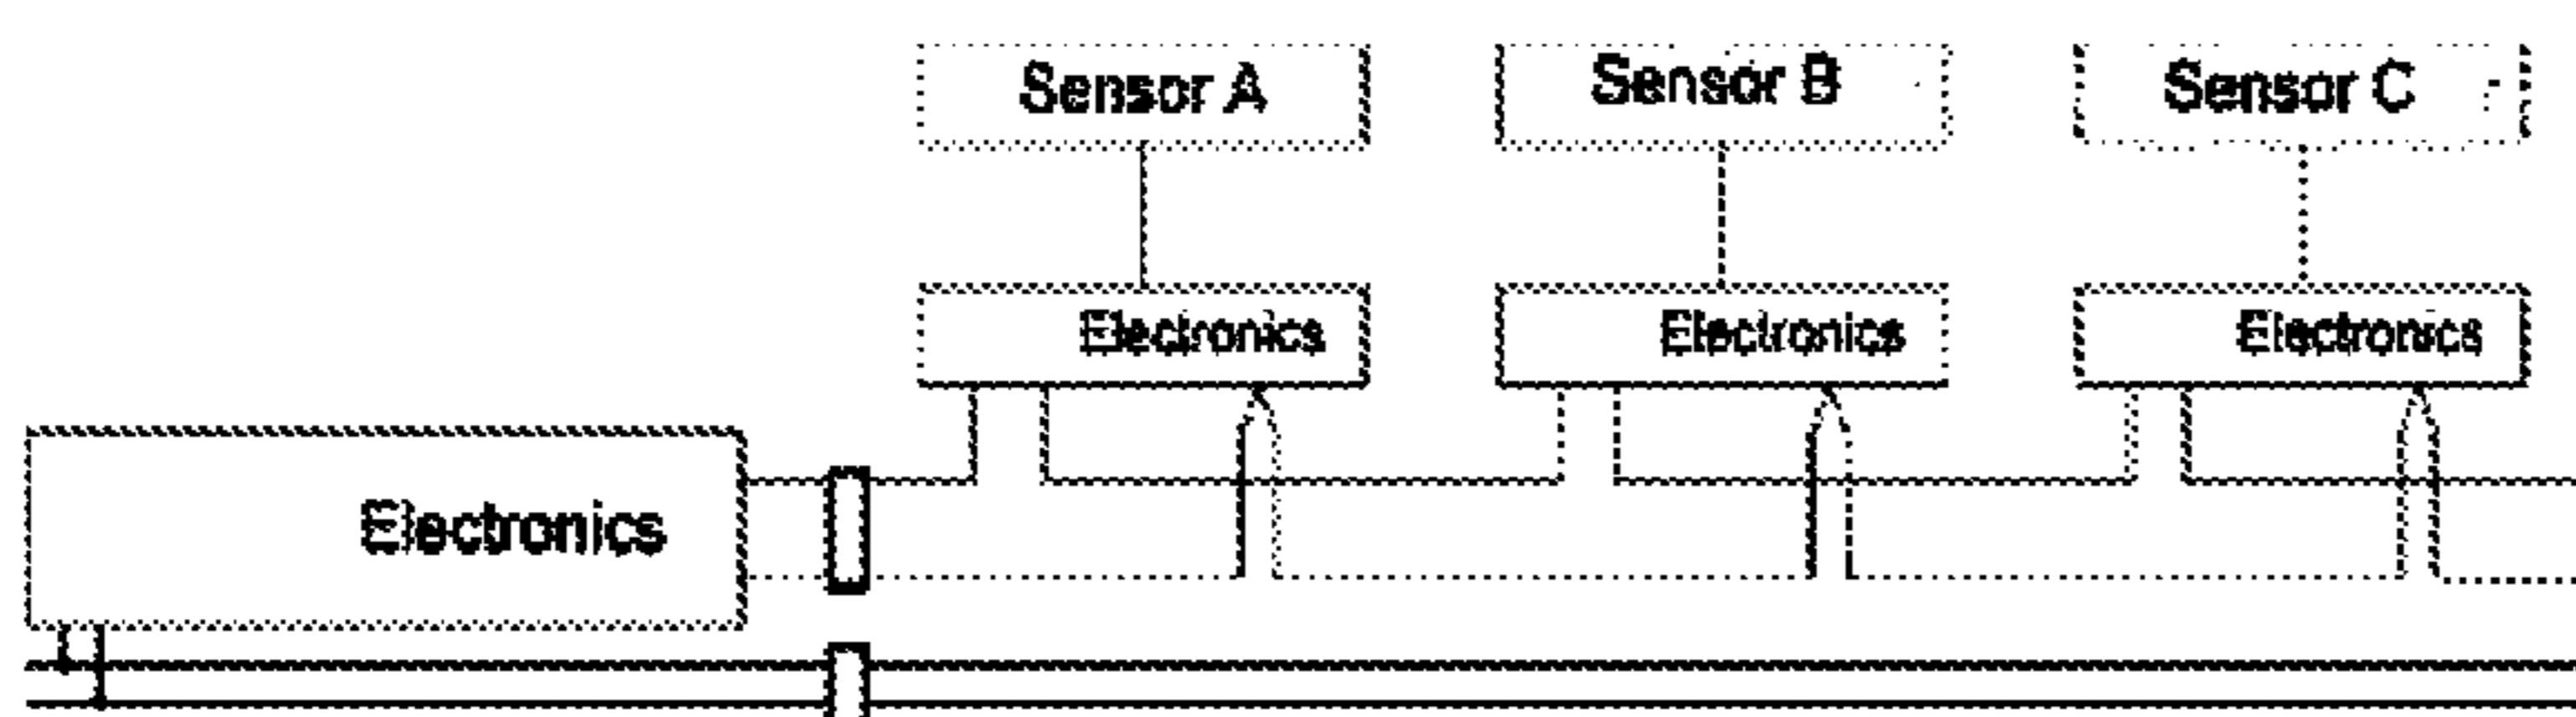 Sensor A
Sensor B
Sensor C
Electronics
Electronics
Electronics
Electronics